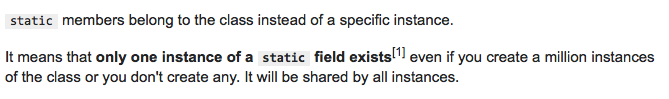 static members belong to the class instead of a specific instance.
It means that only one instance of a static field exists[1] even if you create a million instances
of the class or you don't create any. It will be shared by all instances.